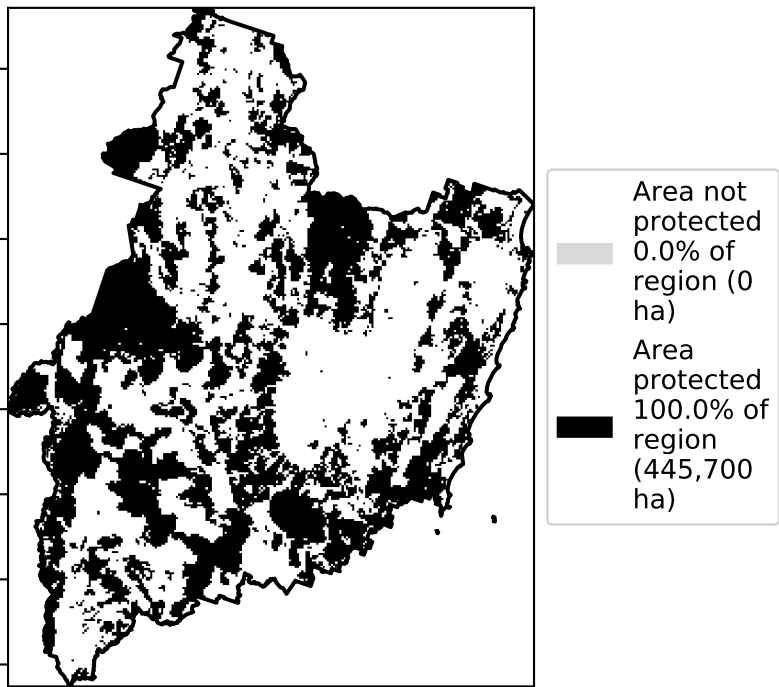 Area not
protected
0.0% of
region (0
ha)
Area
protected
100.0% of
region
(445,700
ha)